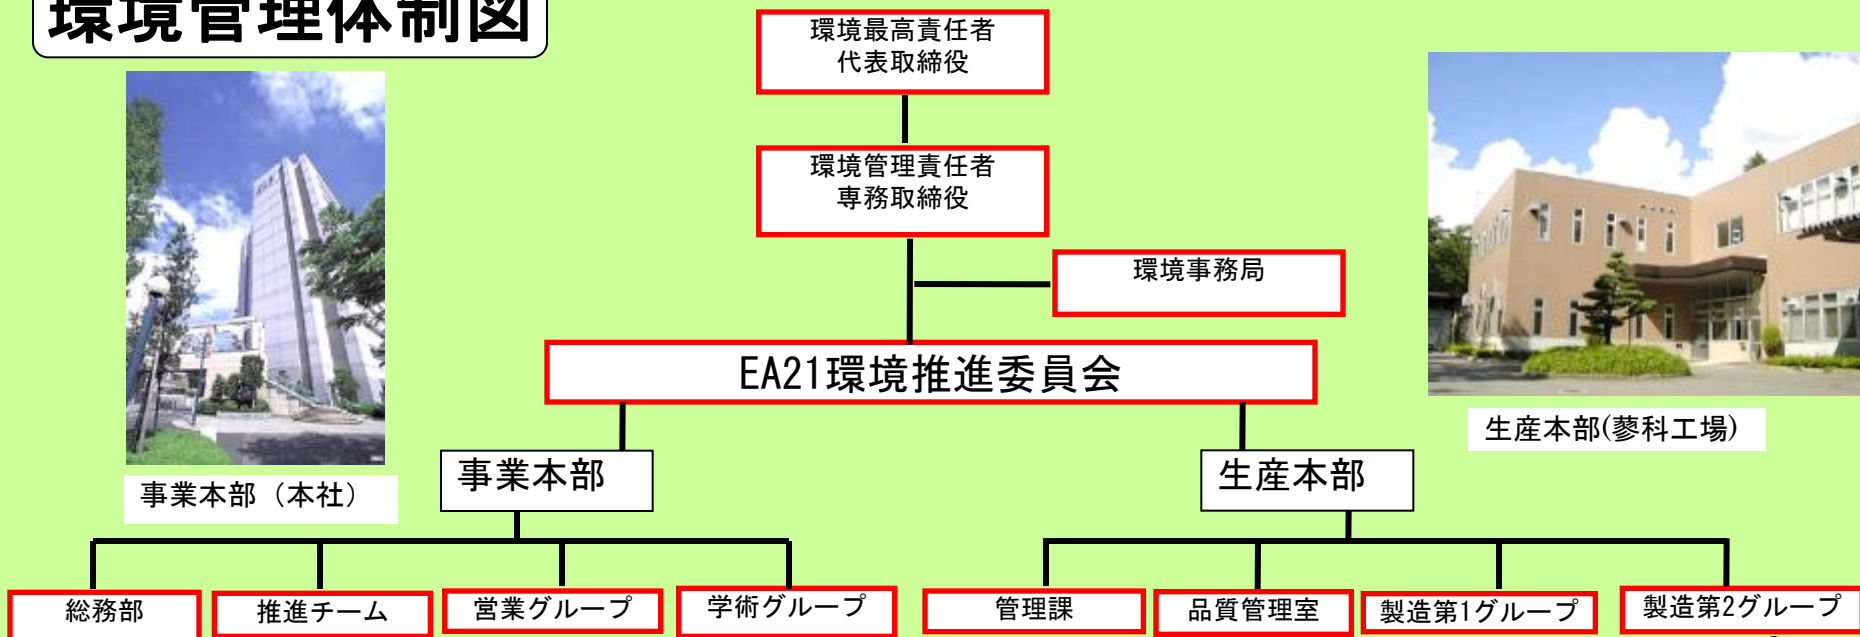 環境管理体制図
環境最高責任者
代表取締役
環境管理責任者
専務取締役
環境事務局
EA21環境推進委員会
生産本部(蓼科工場)
事業本部
生産本部
事業本部（本社）
総務部
推進チーム
営業グループ
学術グループ
管理課
品質管理室
製造第1グループ
製造第2グループ